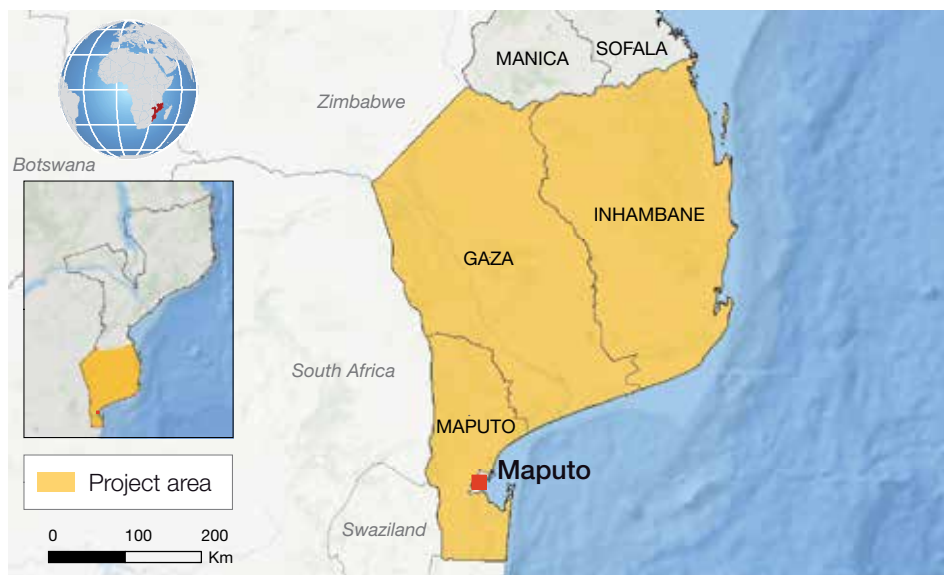 MANICA
SOFALA
Zimbabwe
Botswana
INHAMBANE
GAZA
South Africa
MAPUTO
Maputo
Project area
Swaziland
0 100 200
Km